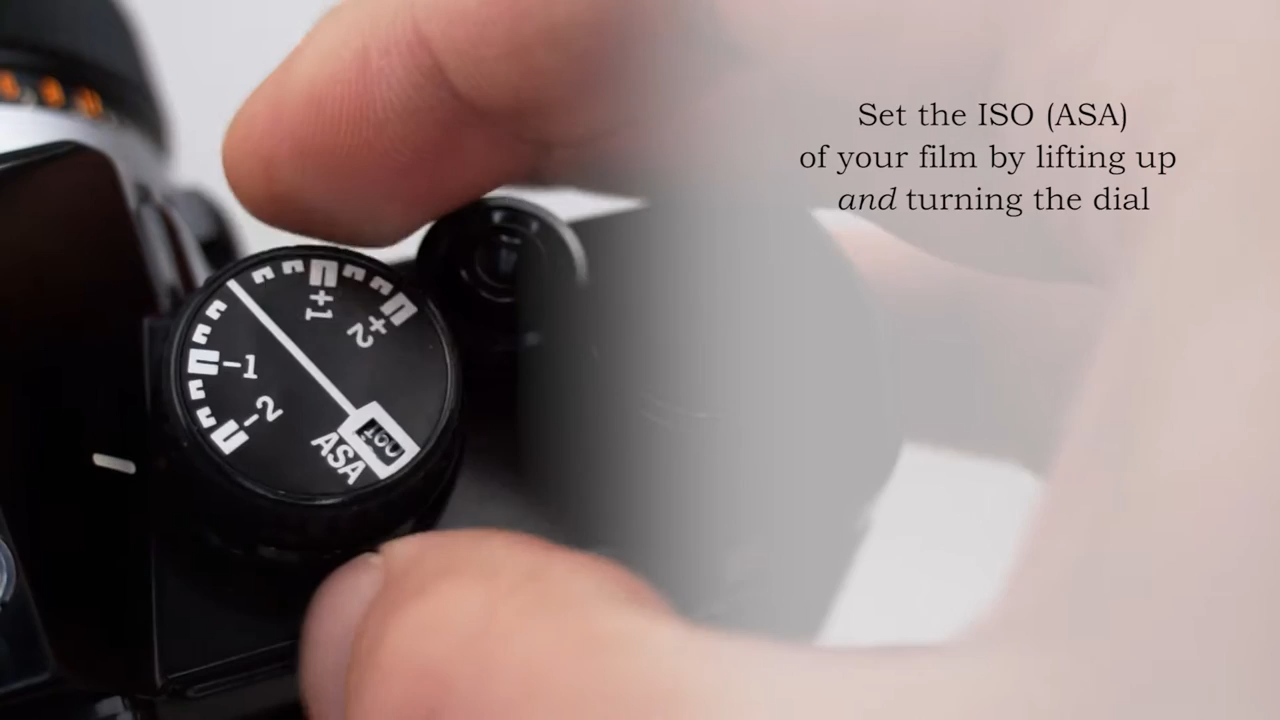 Set the ISO (ASA)
of your film by lifting up
and turning the dial
+1
+2
-1
-2
ASA
160